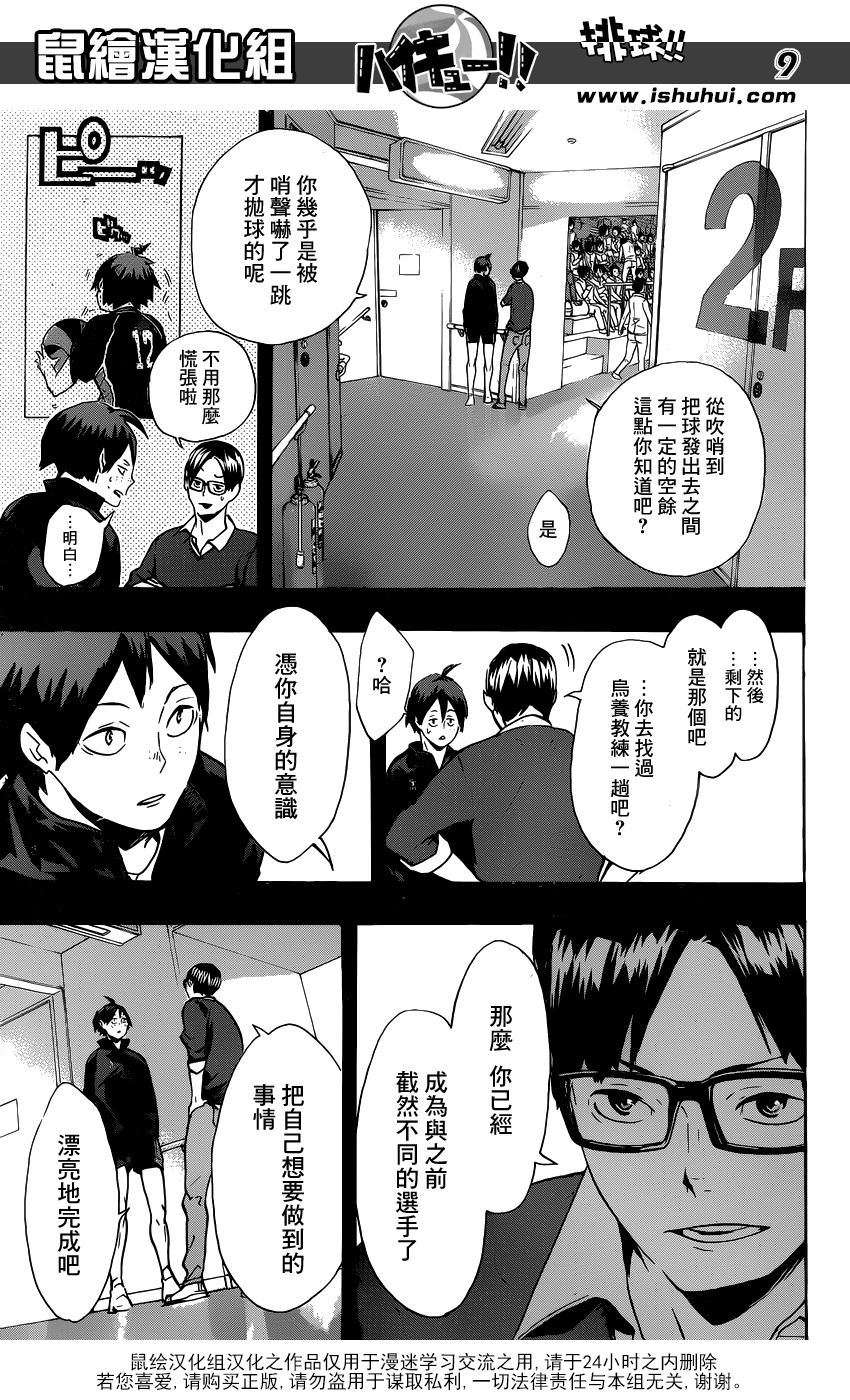 鼠繪漢化組
ハイキュー!!
排球!!
9
www.ishuhui.com
2F
從吹哨到
把球發出去之間
有一定的空餘
這點你知道吧?
是
你幾乎是被
哨聲嚇了一跳
才拋球的呢
ピーッ
12
不用那麼
慌張啦
…明白…
…然後
…剩下的
就是那個吧
…你去找過
烏養教練一趟吧?
?哈
憑你自身的意識
那麼 你已經
成為與之前
截然不同的選手了
把自己想要做到的
事情
漂亮地完成吧
鼠绘汉化组汉化之作品仅用于漫迷学习交流之用, 请于24小时之内删除
若您喜爱, 请购买正版, 请勿用于谋取私利, 一切法律责任与本组无关, 谢谢。